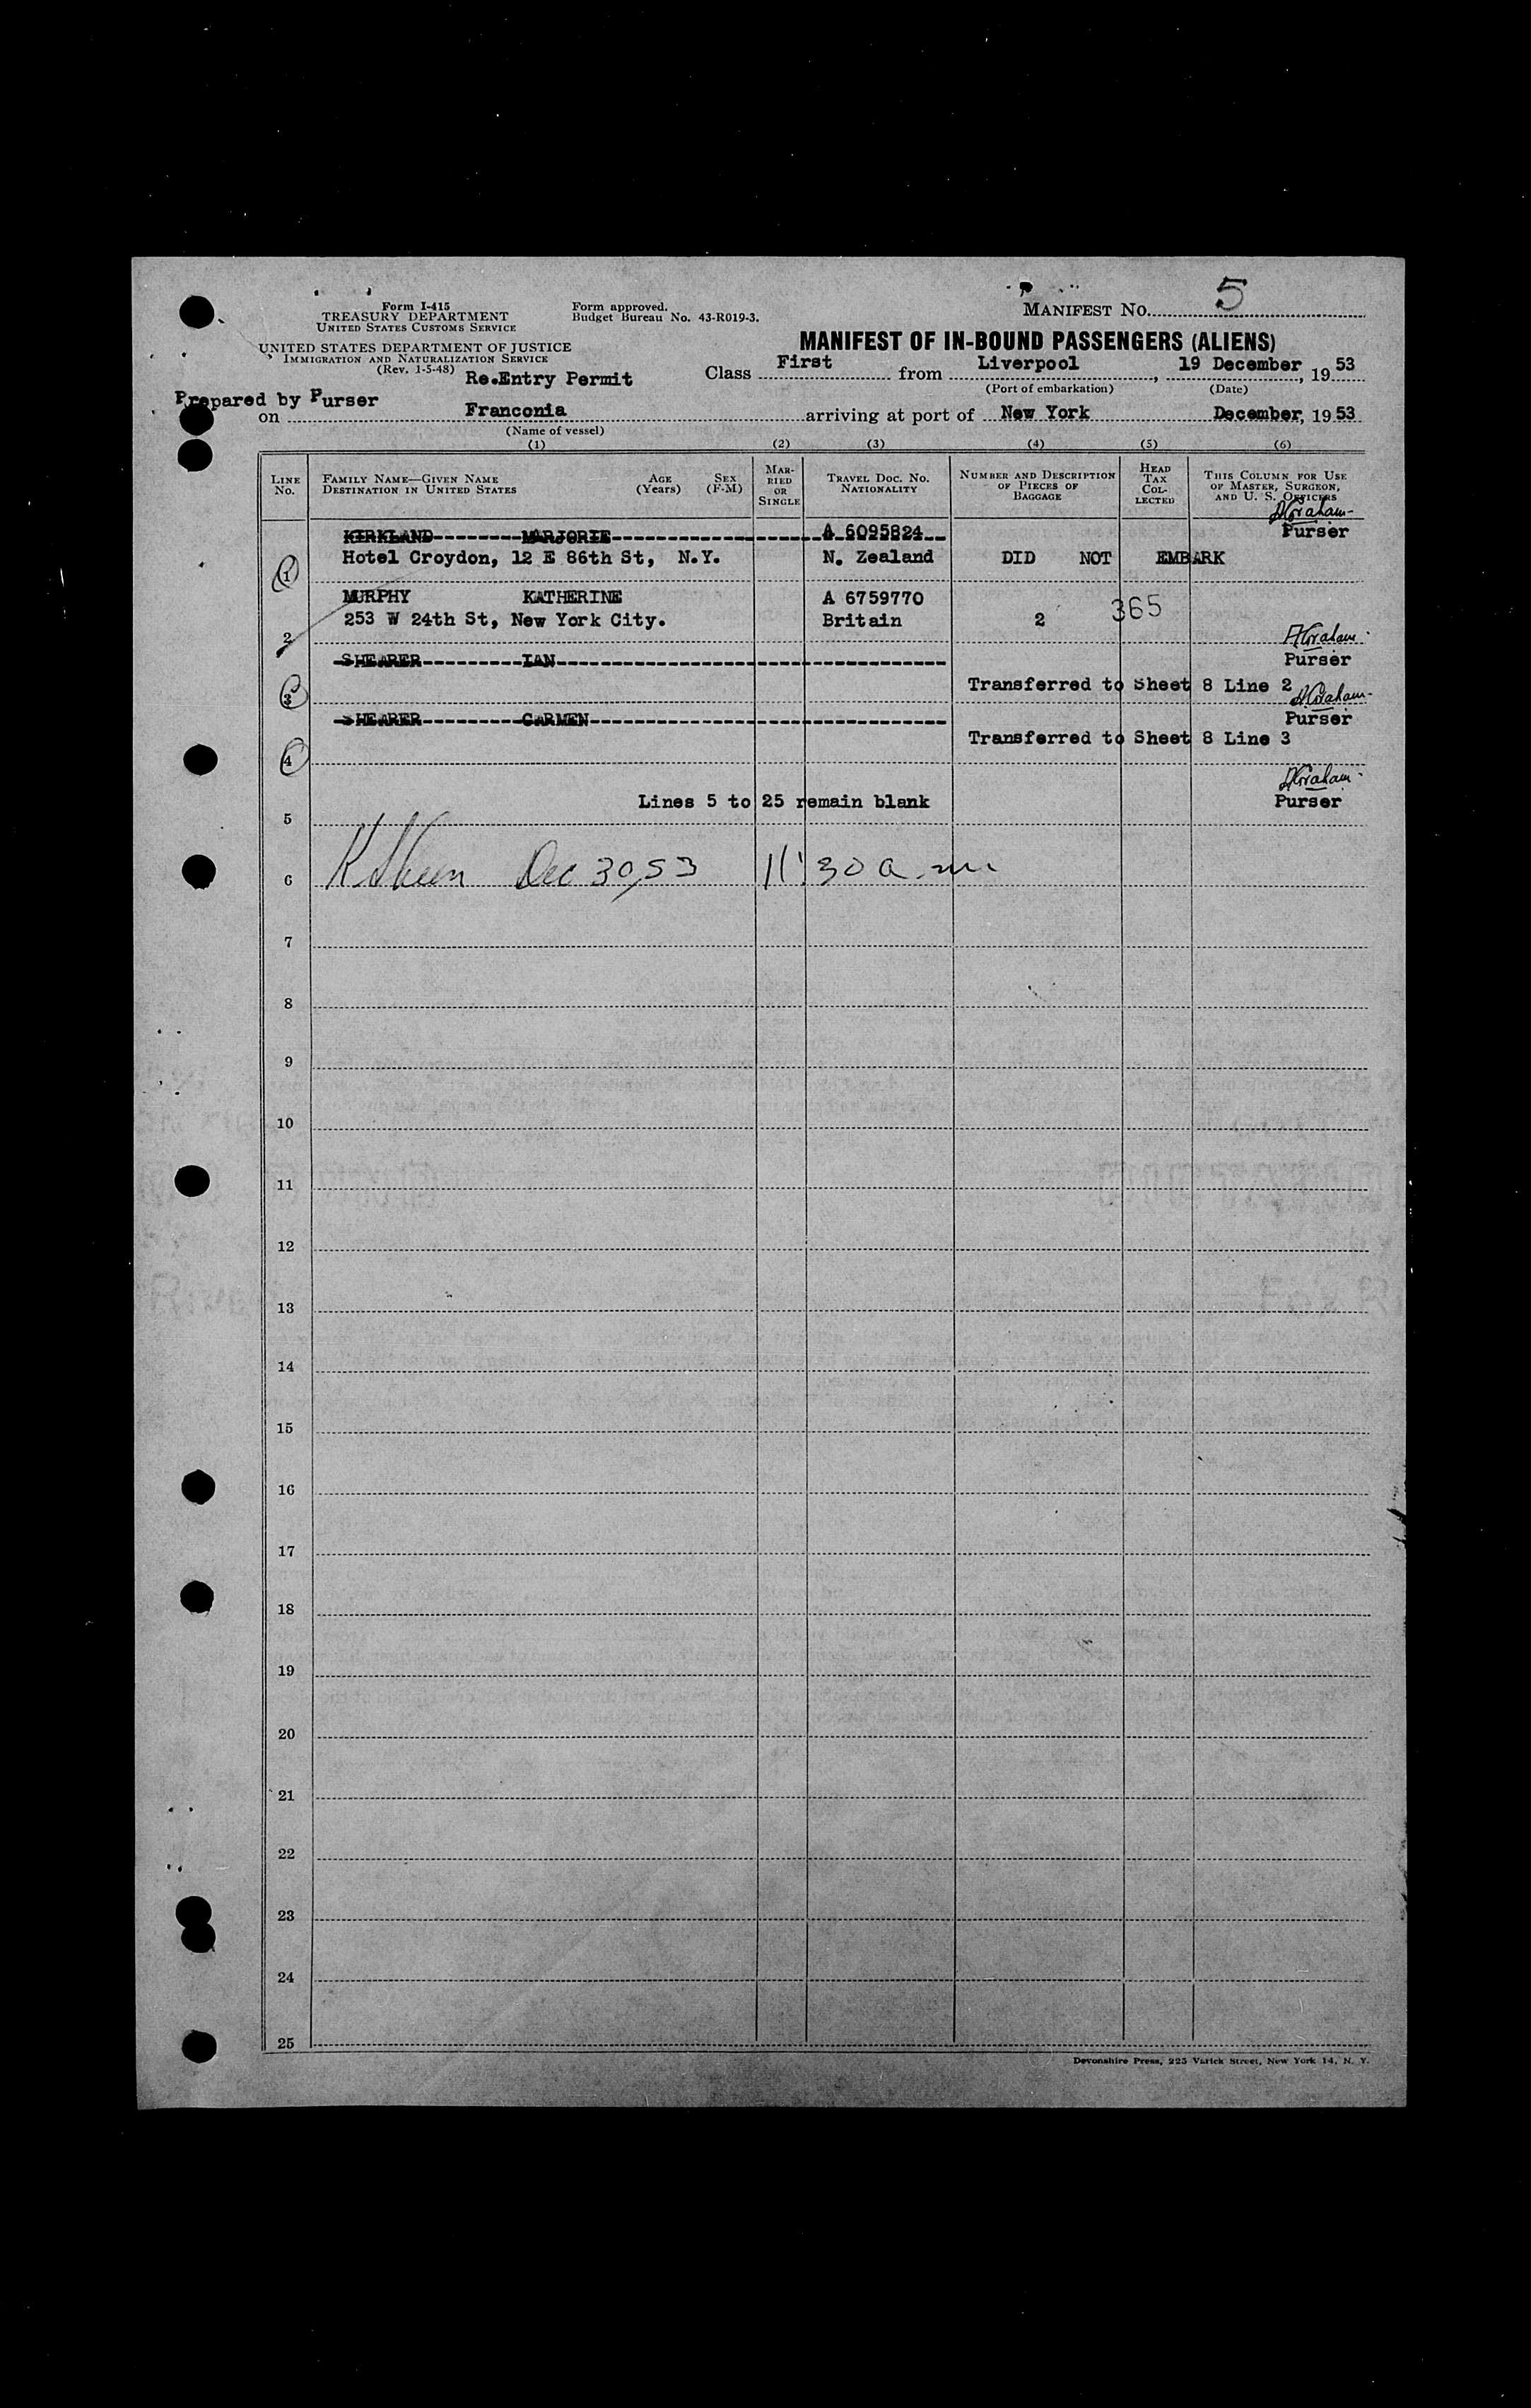 Form I-415
TREASURY DEPARTMENT
UNITED STATES CUSTOMS SERVICE
Form approved.
Budget Bureau No. 43-R019-3.
MANIFEST NO. 5
UNITED STATES DEPARTMENT OF JUSTICE
IMMIGRATION AND NATURALIZATION SERVICE
(Rev. 1-5-48)
Re.Entry Permit
MANIFEST OF IN-BOUND PASSENGERS (ALIENS)
Class First from Liverpool, 19 December, 19 53
(Port of embarkation) (Date)
Prepared by Purser
on Franconia arriving at port of New York December, 19 53
(Name of vessel)
(1) (2) (3) (4) (5) (6)
LINE NO.
FAMILY NAME—GIVEN NAME
DESTINATION IN UNITED STATES
AGE (Years)
SEX (F-M)
MARRIED OR SINGLE
TRAVEL DOC. NO. NATIONALITY
NUMBER AND DESCRIPTION OF PIECES OF BAGGAGE
HEAD TAX COLLECTED
THIS COLUMN FOR USE OF MASTER, SURGEON, AND U. S. OFFICERS
Graham
KIRKLAND MARJORIE A 6095824 Purser
1 Hotel Croydon, 12 E 86th St, N.Y. N. Zealand DID NOT EMBARK
MURPHY KATHERINE A 6759770
2 253 W 24th St, New York City. Britain 2 365
Graham
SHEARER IAN Purser
3 Transferred to Sheet 8 Line 2
Graham
SHEARER CARMEN Purser
4 Transferred to Sheet 8 Line 3
Graham
5 Lines 5 to 25 remain blank Purser
6 Dec 30, 53 11:30 a.m.
7
8
9
10
11
12
13
14
15
16
17
18
19
20
21
22
23
24
25
Devonshire Press, 225 Varick Street, New York 14, N. Y.